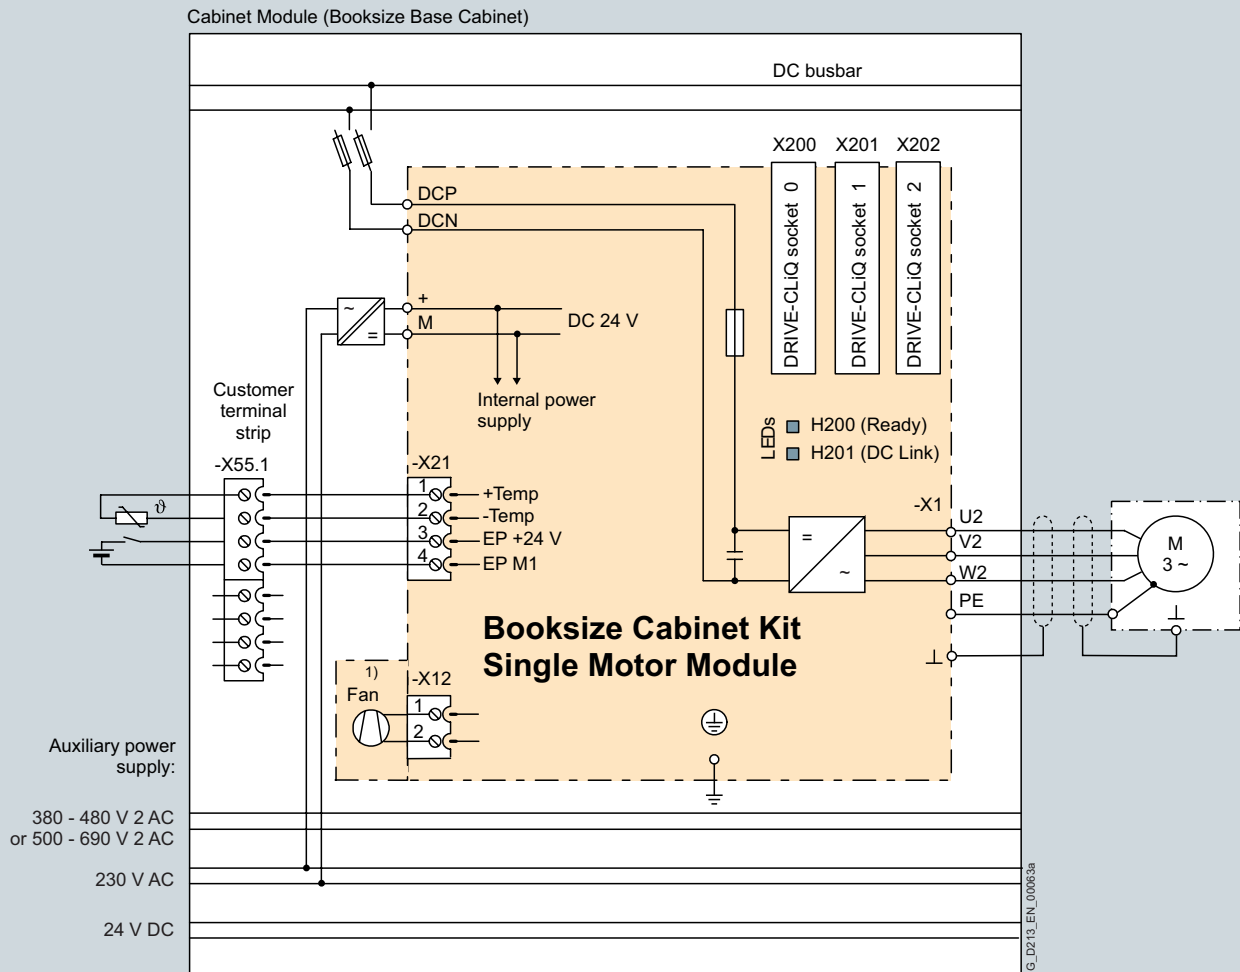 Cabinet Module (Booksize Base Cabinet)
DC busbar
X200
X201
X202
DRIVE-CLiQ socket 0
DRIVE-CLiQ socket 1
DRIVE-CLiQ socket 2
DCP
DCN
+
M
DC 24 V
~
=
Internal power
supply
Customer
terminal
strip
LEDs
H200 (Ready)
H201 (DC Link)
-X55.1
-X21
1
+Temp
2
-Temp
3
EP +24 V
4
EP M1
ϑ
-X1
U2
V2
W2
PE
=
~
M
3 ~
Booksize Cabinet Kit
Single Motor Module
1)
Fan
-X12
1
2
Auxiliary power
supply:
380 - 480 V 2 AC
or 500 - 690 V 2 AC
230 V AC
24 V DC
G_D213_EN_00063a